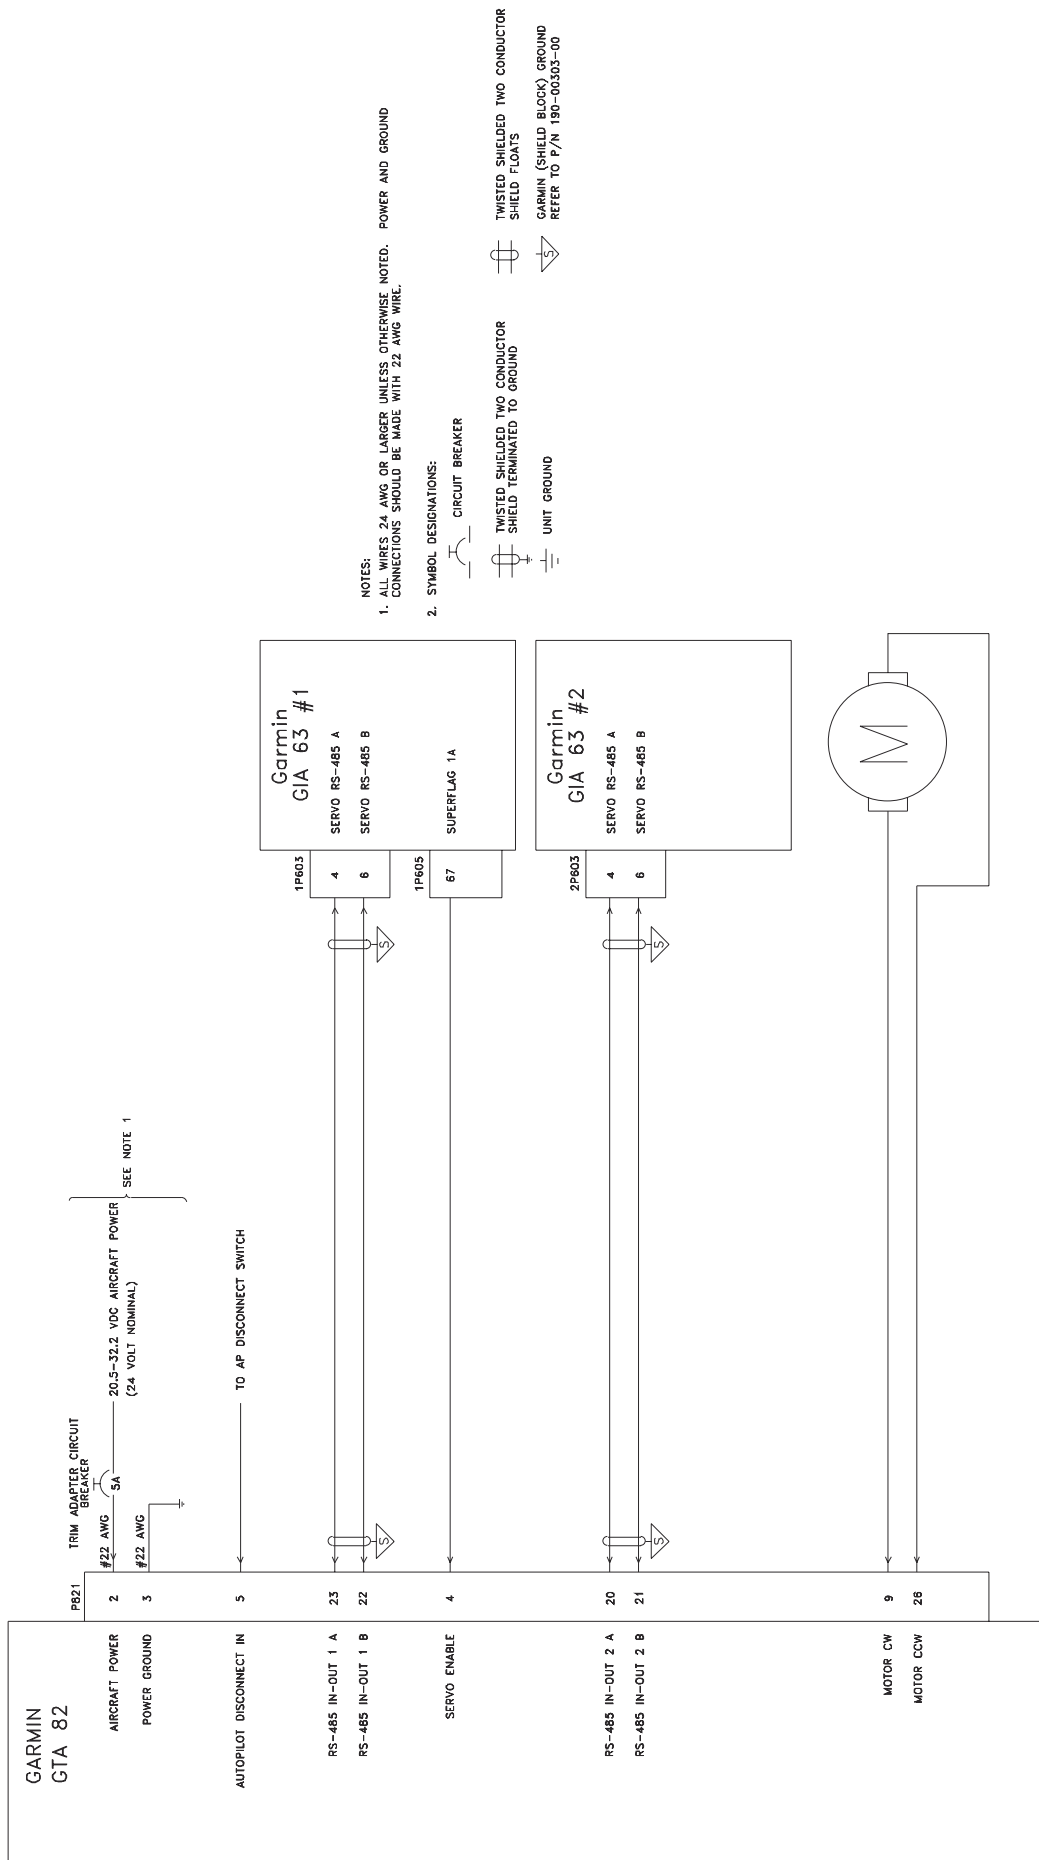 GARMIN
GTA 82
P821
TRIM ADAPTER CIRCUIT
BREAKER
AIRCRAFT POWER
2
#22 AWG
5A
20.5-32.2 VDC AIRCRAFT POWER
(24 VOLT NOMINAL)
SEE NOTE 1
POWER GROUND
3
#22 AWG
AUTOPILOT DISCONNECT IN
5
TO AP DISCONNECT SWITCH
RS-485 IN-OUT 1 A
23
RS-485 IN-OUT 1 B
22
S
S
1P603
4
SERVO RS-485 A
6
SERVO RS-485 B
Garmin
GIA 63 #1
SERVO ENABLE
4
1P605
67
SUPERFLAG 1A
RS-485 IN-OUT 2 A
20
RS-485 IN-OUT 2 B
21
S
S
2P603
4
SERVO RS-485 A
6
SERVO RS-485 B
Garmin
GIA 63 #2
MOTOR CW
9
MOTOR CCW
26
M
NOTES:
1. ALL WIRES 24 AWG OR LARGER UNLESS OTHERWISE NOTED. POWER AND GROUND
CONNECTIONS SHOULD BE MADE WITH 22 AWG WIRE.
2. SYMBOL DESIGNATIONS:
CIRCUIT BREAKER
TWISTED SHIELDED TWO CONDUCTOR
SHIELD TERMINATED TO GROUND
TWISTED SHIELDED TWO CONDUCTOR
SHIELD FLOATS
UNIT GROUND
S
GARMIN (SHIELD BLOCK) GROUND
REFER TO P/N 190-00303-00